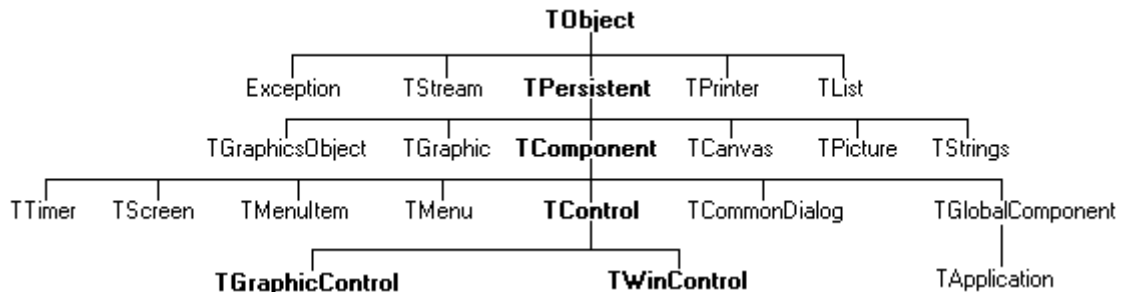 TObject
Exception TStream TPersistent TPrinter TList
TGraphicsObject TGraphic TComponent TCanvas TPicture TStrings
TTimer TScreen TMenuItem TMenu TControl TCommonDialog TGlobalComponent
TGraphicControl TWinControl TApplication